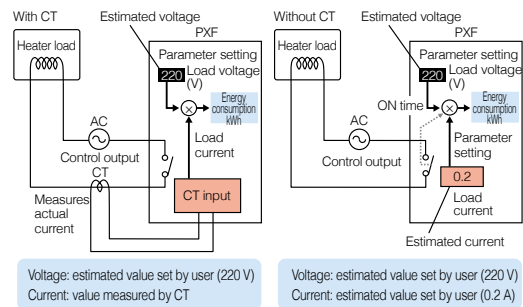 With CT
Estimated voltage
PXF
Heater load
Parameter setting
220
Load voltage
(V)
Energy
consumption
kWh
AC
Load
current
Control output
CT
Measures
actual
current
CT input
Voltage: estimated value set by user (220 V)
Current: value measured by CT
Without CT
Estimated voltage
PXF
Heater load
Parameter setting
220
Load voltage
(V)
ON time
Energy
consumption
kWh
AC
Parameter
setting
Control output
0.2
Load
current
Estimated current
Voltage: estimated value set by user (220 V)
Current: estimated value set by user (0.2 A)